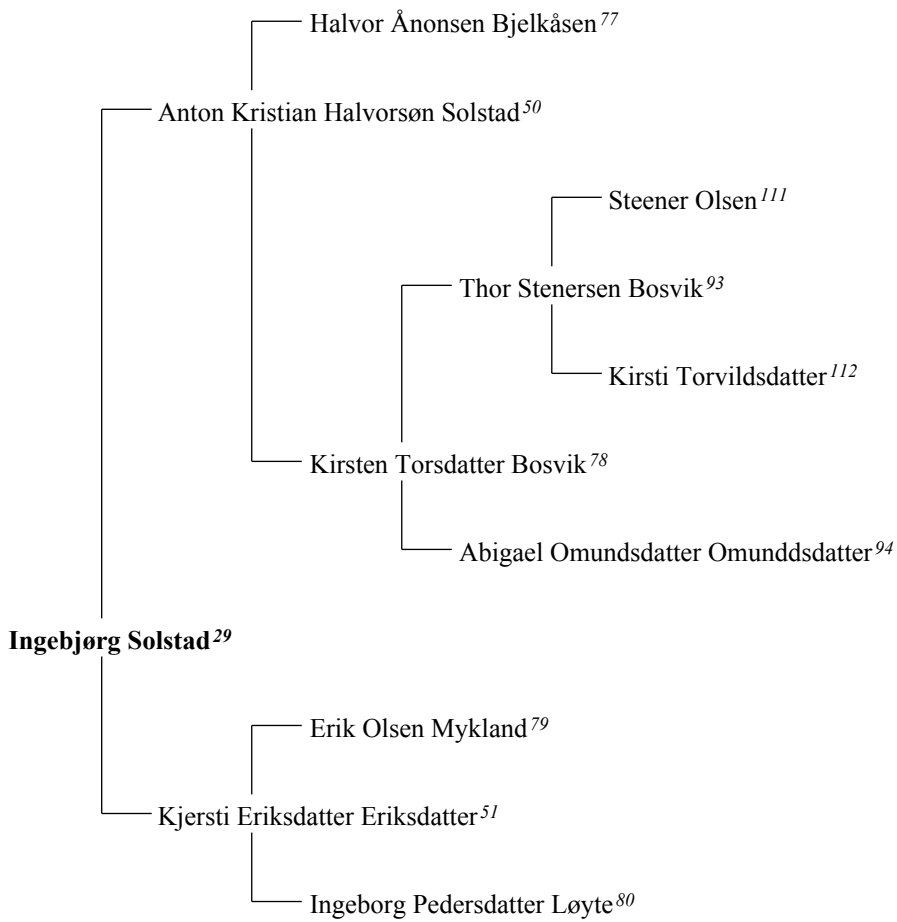 Halvor Ånonsen Bjelkåsen77
Anton Kristian Halvorsøn Solstad50
Steener Olsen111
Thor Stenersen Bosvik93
Kirsti Torvildsdatter112
Kirsten Torsdatter Bosvik78
Abigael Omundsdatter Omunddsdatter94
Ingebjørg Solstad29
Erik Olsen Mykland79
Kjersti Eriksdatter Eriksdatter51
Ingeborg Pedersdatter Løyte80